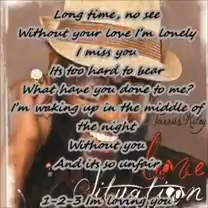 Long time, no see
Without your love I'm lonely
I miss you
Its too hard to bear
What have you done to me?
I'm waking up in the middle of
the night
Without you
And its so unfair
Love
Situation
1-2-3 Im loving you